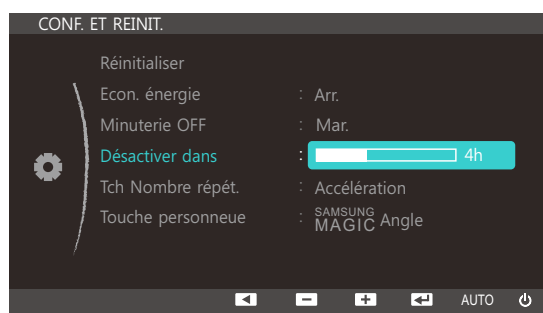 CONF. ET REINIT.
Réinitialiser
Econ. énergie : Arr.
Minuterie OFF : Mar.
Désactiver dans : 4h
Tch Nombre répét. : Accélération
Touche personneue : SAMSUNG MAGIC Angle
AUTO